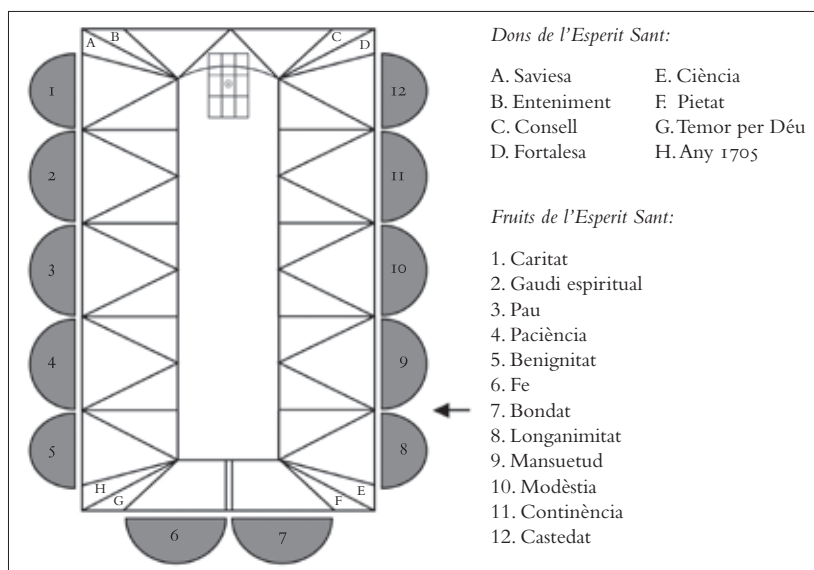 A
B
C
D
1
2
3
4
5
6
7
8
9
10
11
12
H
G
F
E
Dons de l’Esperit Sant:
A. Saviesa
B. Enteniment
C. Consell
D. Fortalesa
E. Ciència
F. Pietat
G. Temor per Déu
H. Any 1705
Fruits de l’Esperit Sant:
1. Caritat
2. Gaudi espiritual
3. Pau
4. Paciència
5. Benignitat
6. Fe
7. Bondat
8. Longanimitat
9. Mansuetud
10. Modèstia
11. Continència
12. Castedat